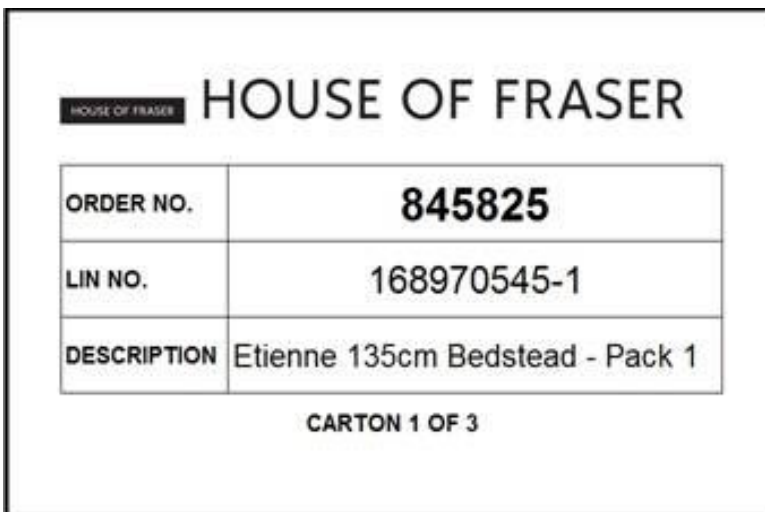 HOUSE OF FRASER HOUSE OF FRASER
ORDER NO. 845825
LIN NO. 168970545-1
DESCRIPTION Etienne 135cm Bedstead - Pack 1
CARTON 1 OF 3